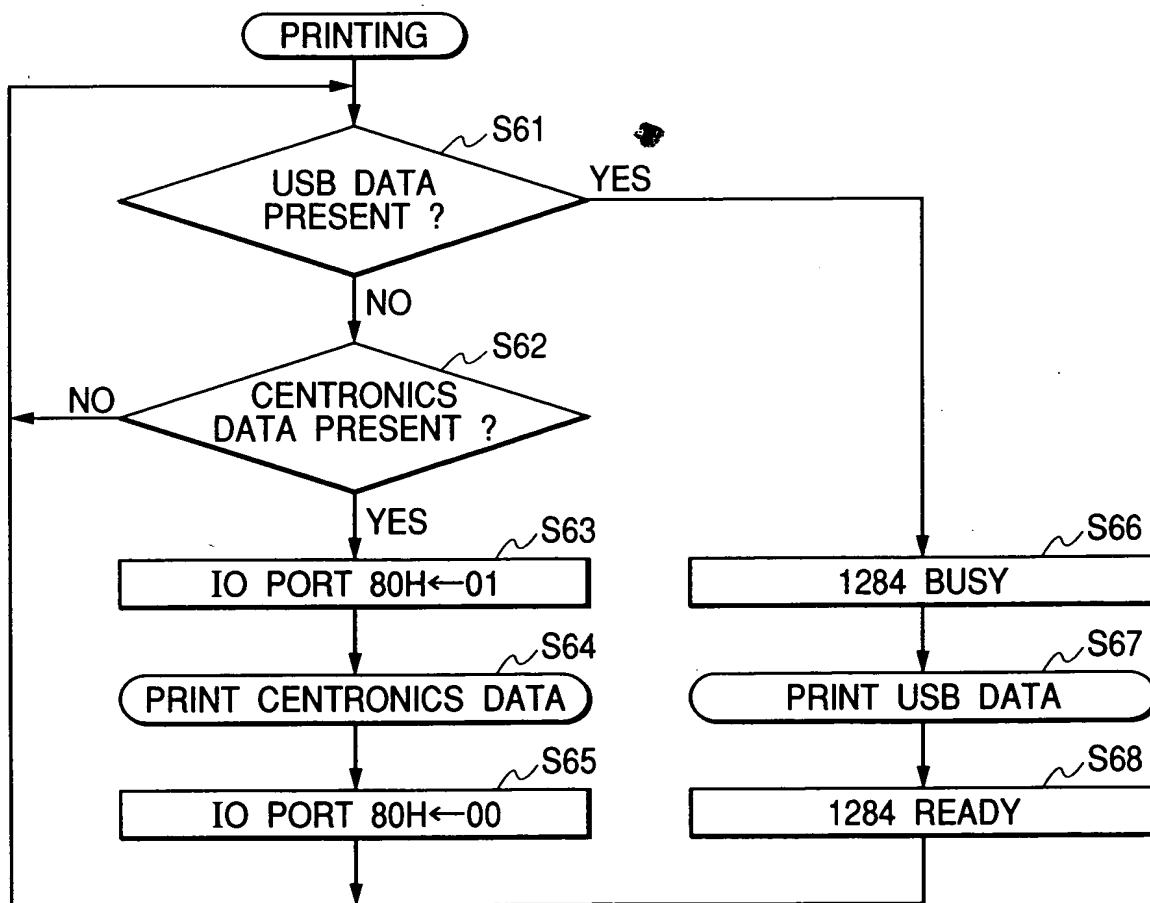 PRINTING
S61
USB DATA
PRESENT ?
YES
NO
S62
CENTRONICS
DATA PRESENT ?
NO
YES
S63
IO PORT 80H←01
S64
PRINT CENTRONICS DATA
S65
IO PORT 80H←00
S66
1284 BUSY
S67
PRINT USB DATA
S68
1284 READY